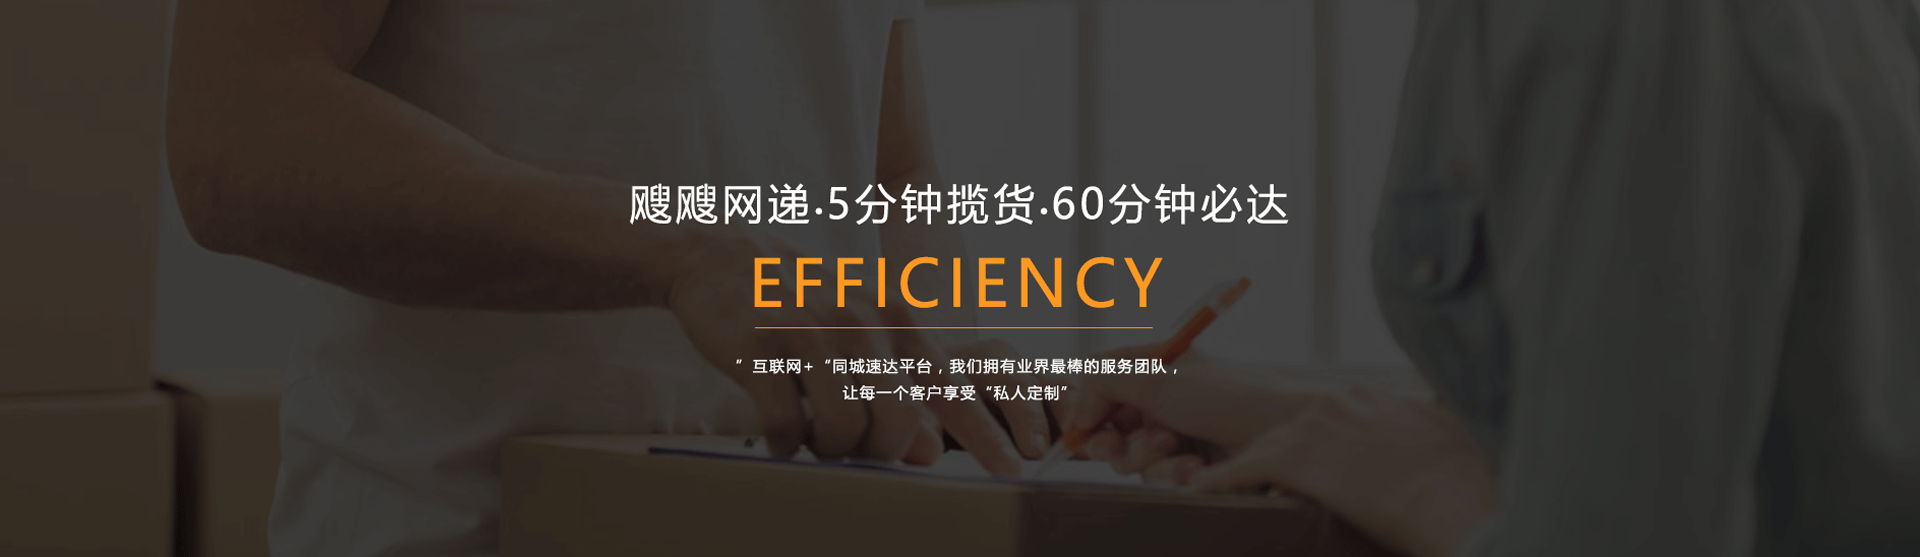 飕飕网递·5分钟揽货·60分钟必达
EFFICIENCY
”互联网+“同城速达平台，我们拥有业界最棒的服务团队，
让每一个客户享受“私人定制”